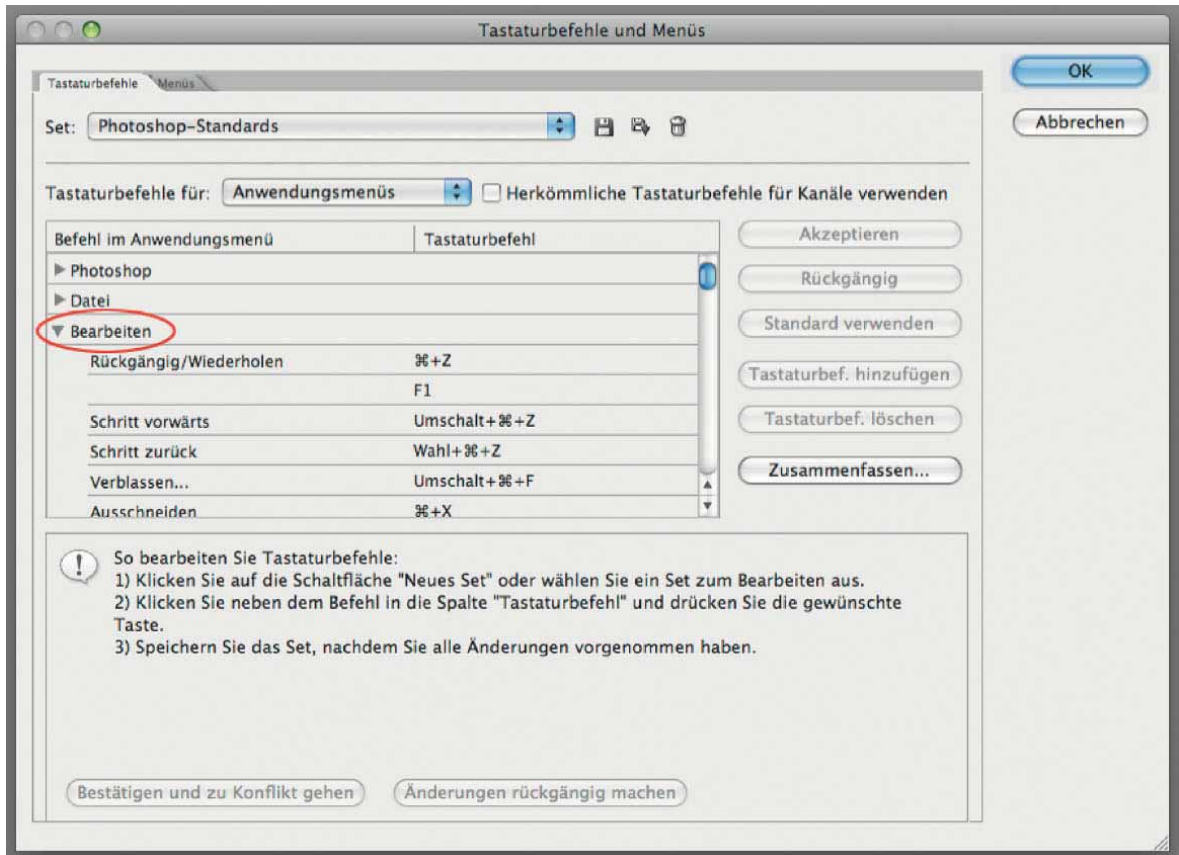 Tastaturbefehle und Menüs
Tastaturbefehle Menüs
OK
Set: Photoshop-Standards
Abbrechen
Tastaturbefehle für: Anwendungsmenüs Herkömmliche Tastaturbefehle für Kanäle verwenden
Befehl im Anwendungsmenü Tastaturbefehl
Akzeptieren
Photoshop
Rückgängig
Datei
Standard verwenden
Bearbeiten
Rückgängig/Wiederholen ⌘+Z
Tastaturbef. hinzufügen
F1
Tastaturbef. löschen
Schritt vorwärts Umschalt+⌘+Z
Schritt zurück Wahl+⌘+Z
Zusammenfassen...
Verblassen... Umschalt+⌘+F
Ausschneiden ⌘+X
So bearbeiten Sie Tastaturbefehle:
1) Klicken Sie auf die Schaltfläche "Neues Set" oder wählen Sie ein Set zum Bearbeiten aus.
2) Klicken Sie neben dem Befehl in die Spalte "Tastaturbefehl" und drücken Sie die gewünschte
Taste.
3) Speichern Sie das Set, nachdem Sie alle Änderungen vorgenommen haben.
Bestätigen und zu Konflikt gehen Änderungen rückgängig machen